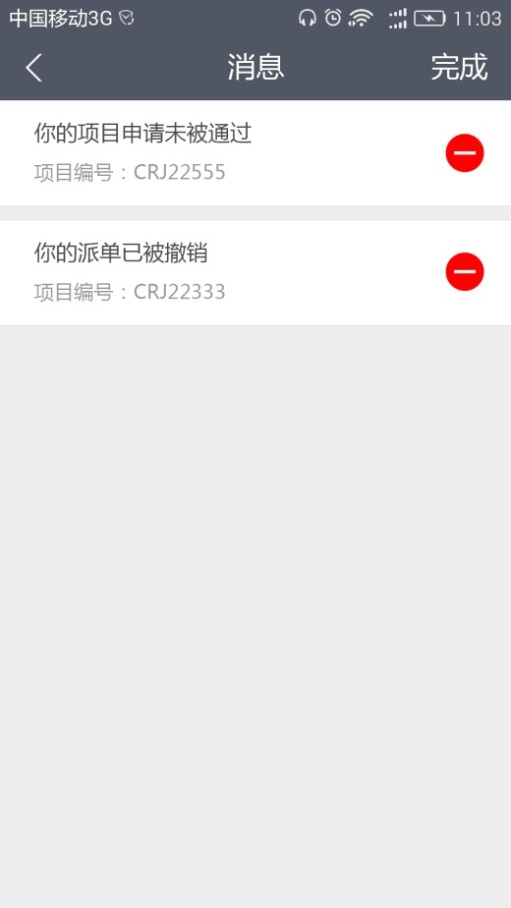 中国移动3G 11:03
消息 完成
你的项目申请未被通过
项目编号：CRJ22555
你的派单已被撤销
项目编号：CRJ22333